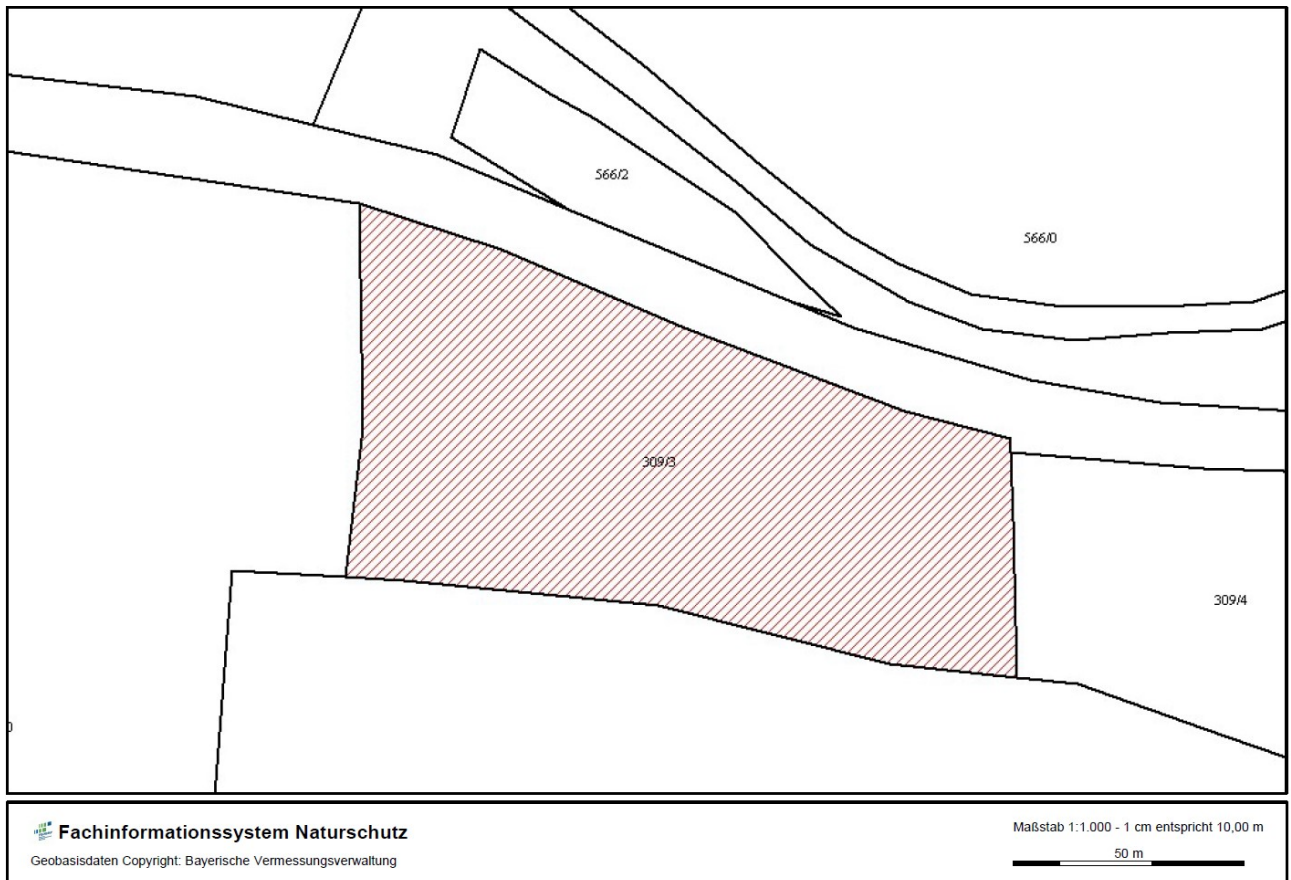 566/2
566/0
309/3
309/4
Fachinformationssystem Naturschutz
Geobasisdaten Copyright: Bayerische Vermessungsverwaltung
Maßstab 1:1.000 - 1 cm entspricht 10,00 m
50 m